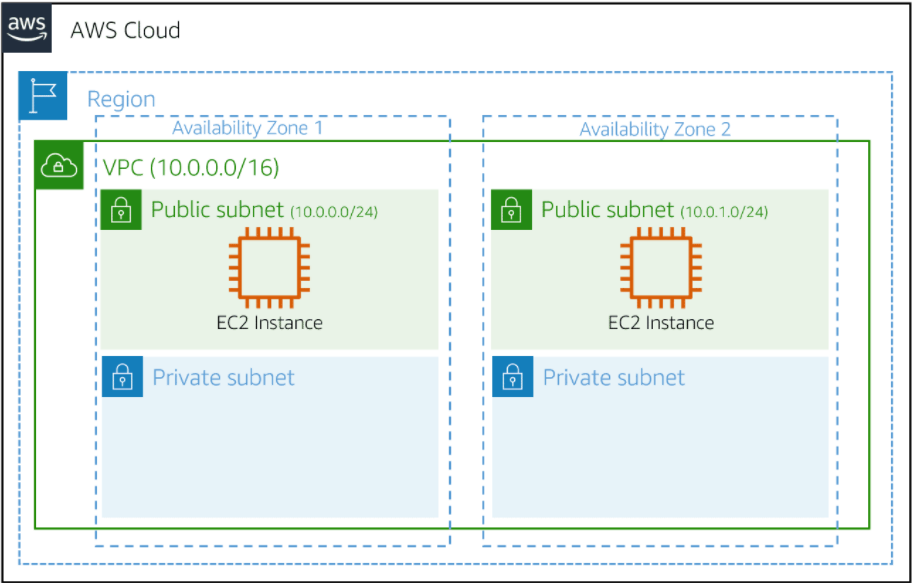 aws
AWS Cloud
Region
Availability Zone 1
Availability Zone 2
VPC (10.0.0.0/16)
Public subnet (10.0.0.0/24)
Public subnet (10.0.1.0/24)
EC2 Instance
EC2 Instance
Private subnet
Private subnet